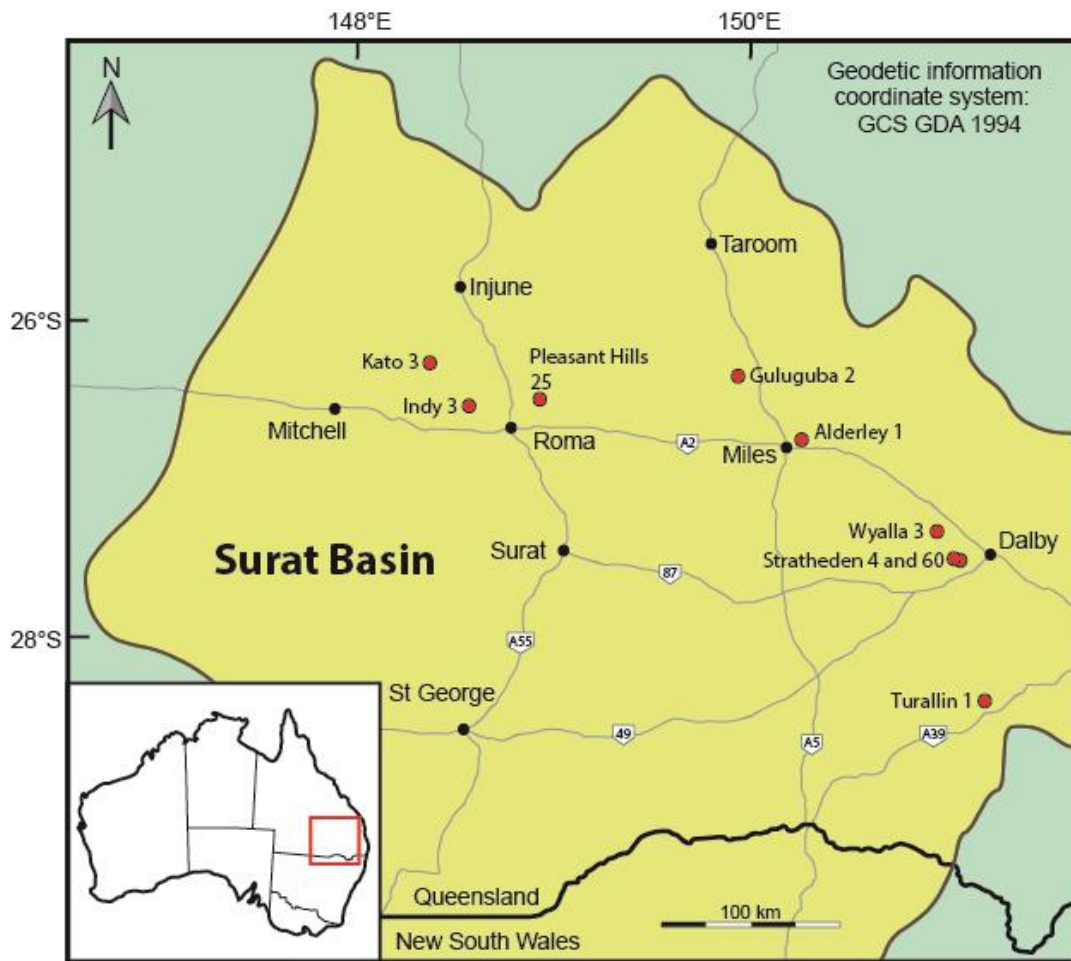 148°E
150°E
N
Geodetic information
coordinate system:
GCS GDA 1994
Taroom
Injune
26°S
Kato 3
Pleasant Hills
25
Guluguba 2
Indy 3
Mitchell
Roma
A2
Miles
Alderley 1
Wyalla 3
Surat Basin
Surat
Dalby
Stratheden 4 and 60
87
28°S
A55
St George
Turallin 1
49
A5
A39
Queensland
100 km
New South Wales